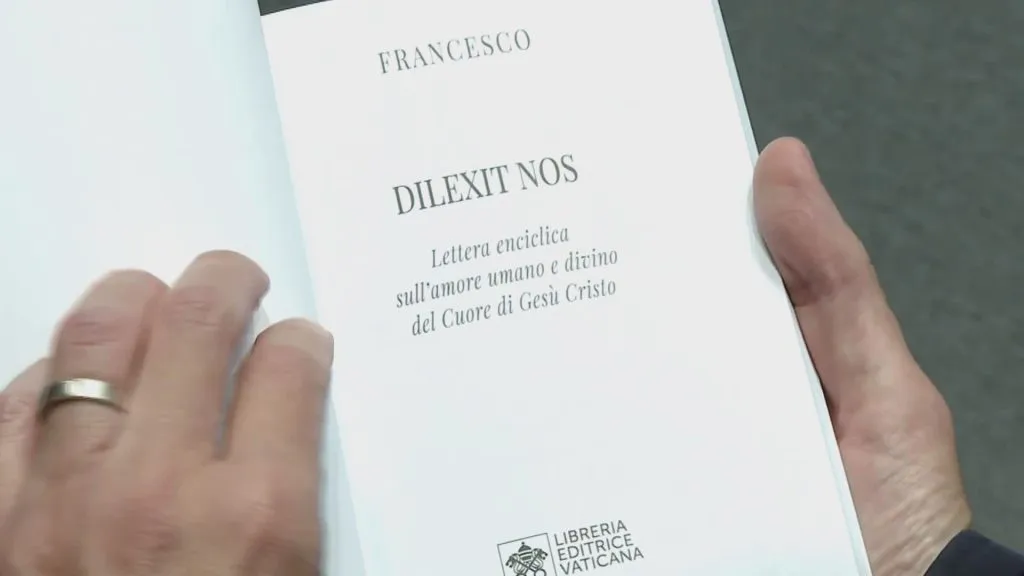 FRANCESCO
DILEXIT NOS
Lettera enciclica
sull'amore umano e divino
del Cuore di Gesù Cristo
LIBRERIA
EDITRICE
VATICANA